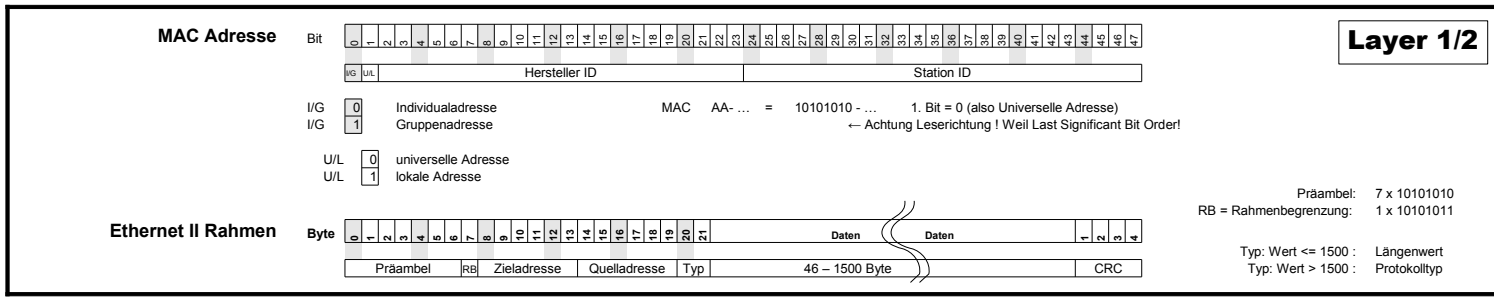 MAC Adresse Bit 0 1 2 3 4 5 6 7 8 9 10 11 12 13 14 15 16 17 18 19 20 21 22 23 24 25 26 27 28 29 30 31 32 33 34 35 36 37 38 39 40 41 42 43 44 45 46 47
Layer 1/2
I/G U/L Hersteller ID Station ID
I/G 0 Individualadresse MAC AA- … = 10101010 - … 1. Bit = 0 (also Universelle Adresse)
I/G 1 Gruppenadresse ← Achtung Leserichtung ! Weil Last Significant Bit Order!
U/L 0 universelle Adresse
U/L 1 lokale Adresse
Präambel: 7 x 10101010
RB = Rahmenbegrenzung: 1 x 10101011
Ethernet II Rahmen Byte 0 1 2 3 4 5 6 7 8 9 10 11 12 13 14 15 16 17 18 19 20 21 Daten Daten 1 2 3 4
Typ: Wert <= 1500 : Längenwert
Präambel RB Zieladresse Quelladresse Typ 46 – 1500 Byte CRC
Typ: Wert > 1500 : Protokolltyp